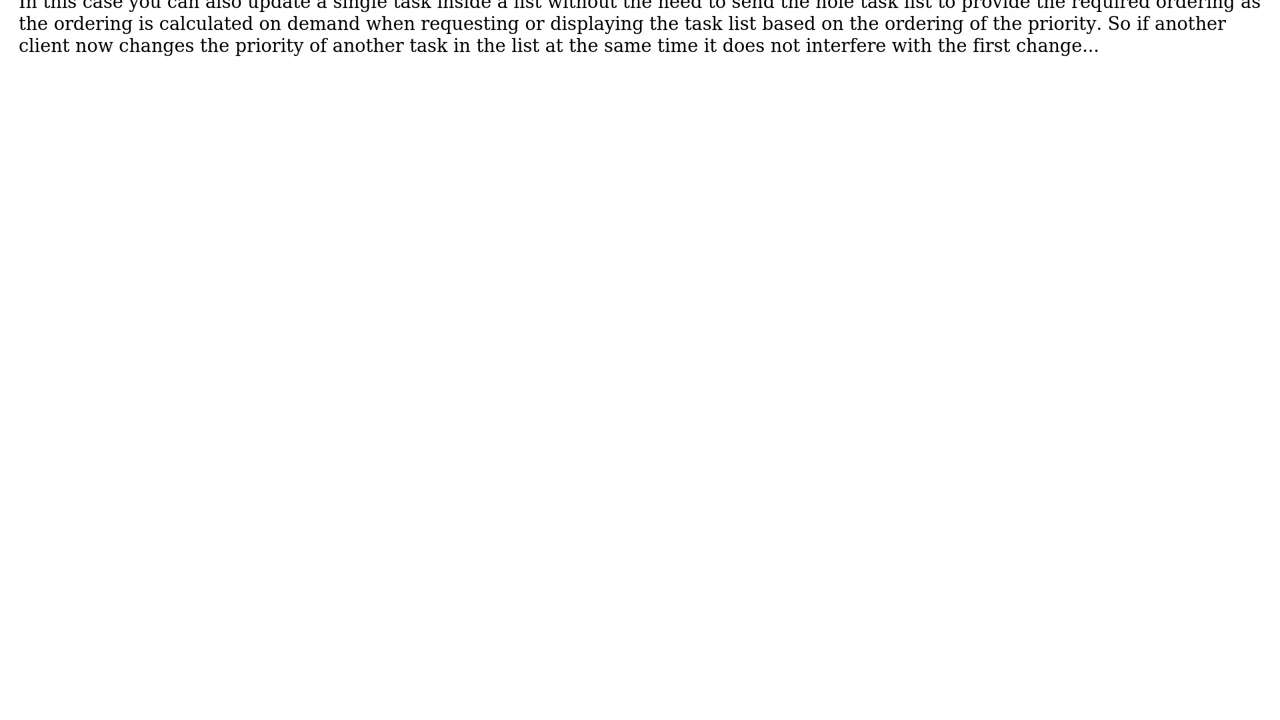 In this case you can also update a single task inside a list without the need to send the hole task list to provide the required ordering as
the ordering is calculated on demand when requesting or displaying the task list based on the ordering of the priority. So if another
client now changes the priority of another task in the list at the same time it does not interfere with the first change...